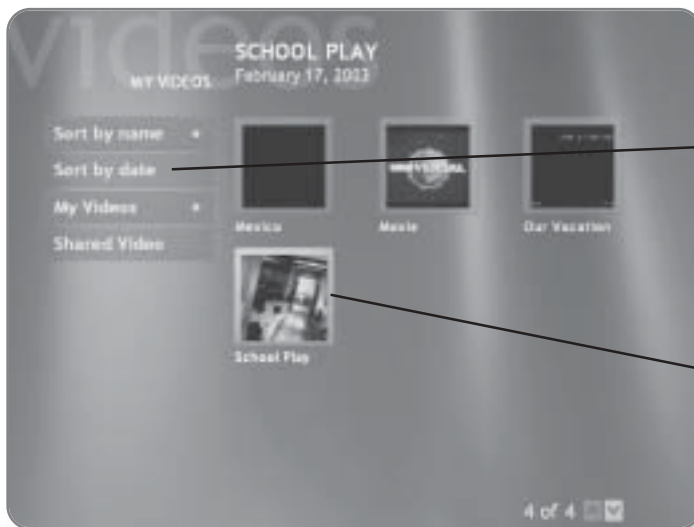 videos
SCHOOL PLAY
MY VIDEOS
February 17, 2003
Sort by name
Sort by date
My Videos
Shared Video
Mexico
Movie
Our Vacation
School Play
4 of 4